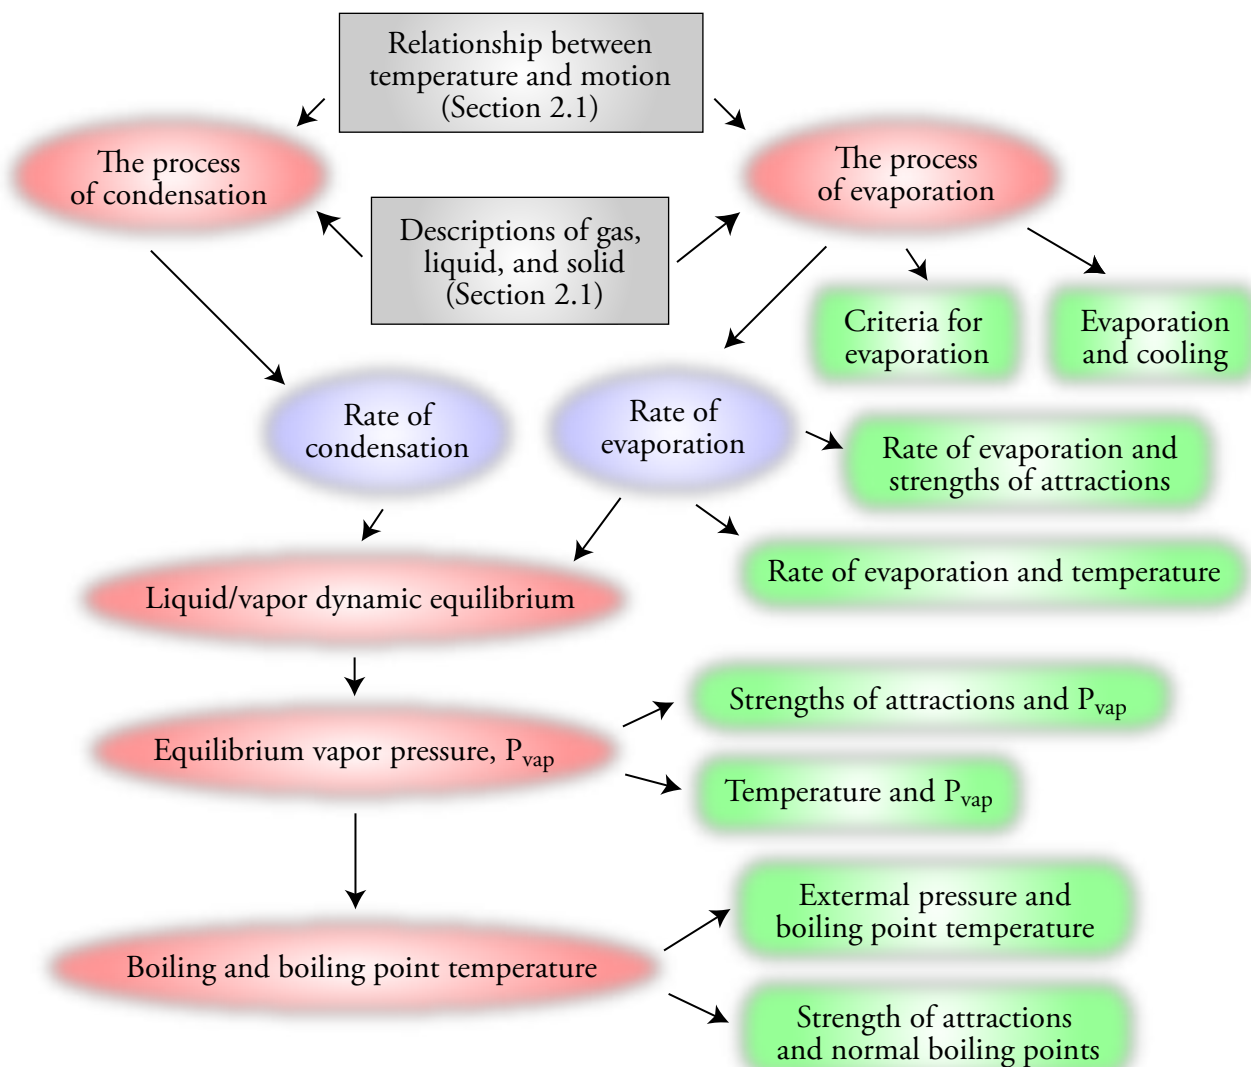 Relationship between
temperature and motion
(Section 2.1)
The process
of condensation
The process
of evaporation
Descriptions of gas,
liquid, and solid
(Section 2.1)
Criteria for
evaporation
Evaporation
and cooling
Rate of
condensation
Rate of
evaporation
Rate of evaporation and
strengths of attractions
Rate of evaporation and temperature
Liquid/vapor dynamic equilibrium
Strengths of attractions and Pvap
Equilibrium vapor pressure, Pvap
Temperature and Pvap
Extermal pressure and
boiling point temperature
Boiling and boiling point temperature
Strength of attractions
and normal boiling points